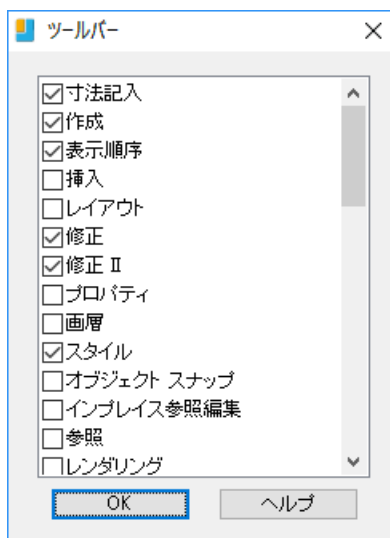 ツールバー
寸法記入
作成
表示順序
挿入
レイアウト
修正
修正 II
プロパティ
画層
スタイル
オブジェクト スナップ
インプレイス参照編集
参照
レンダリング
OK ヘルプ